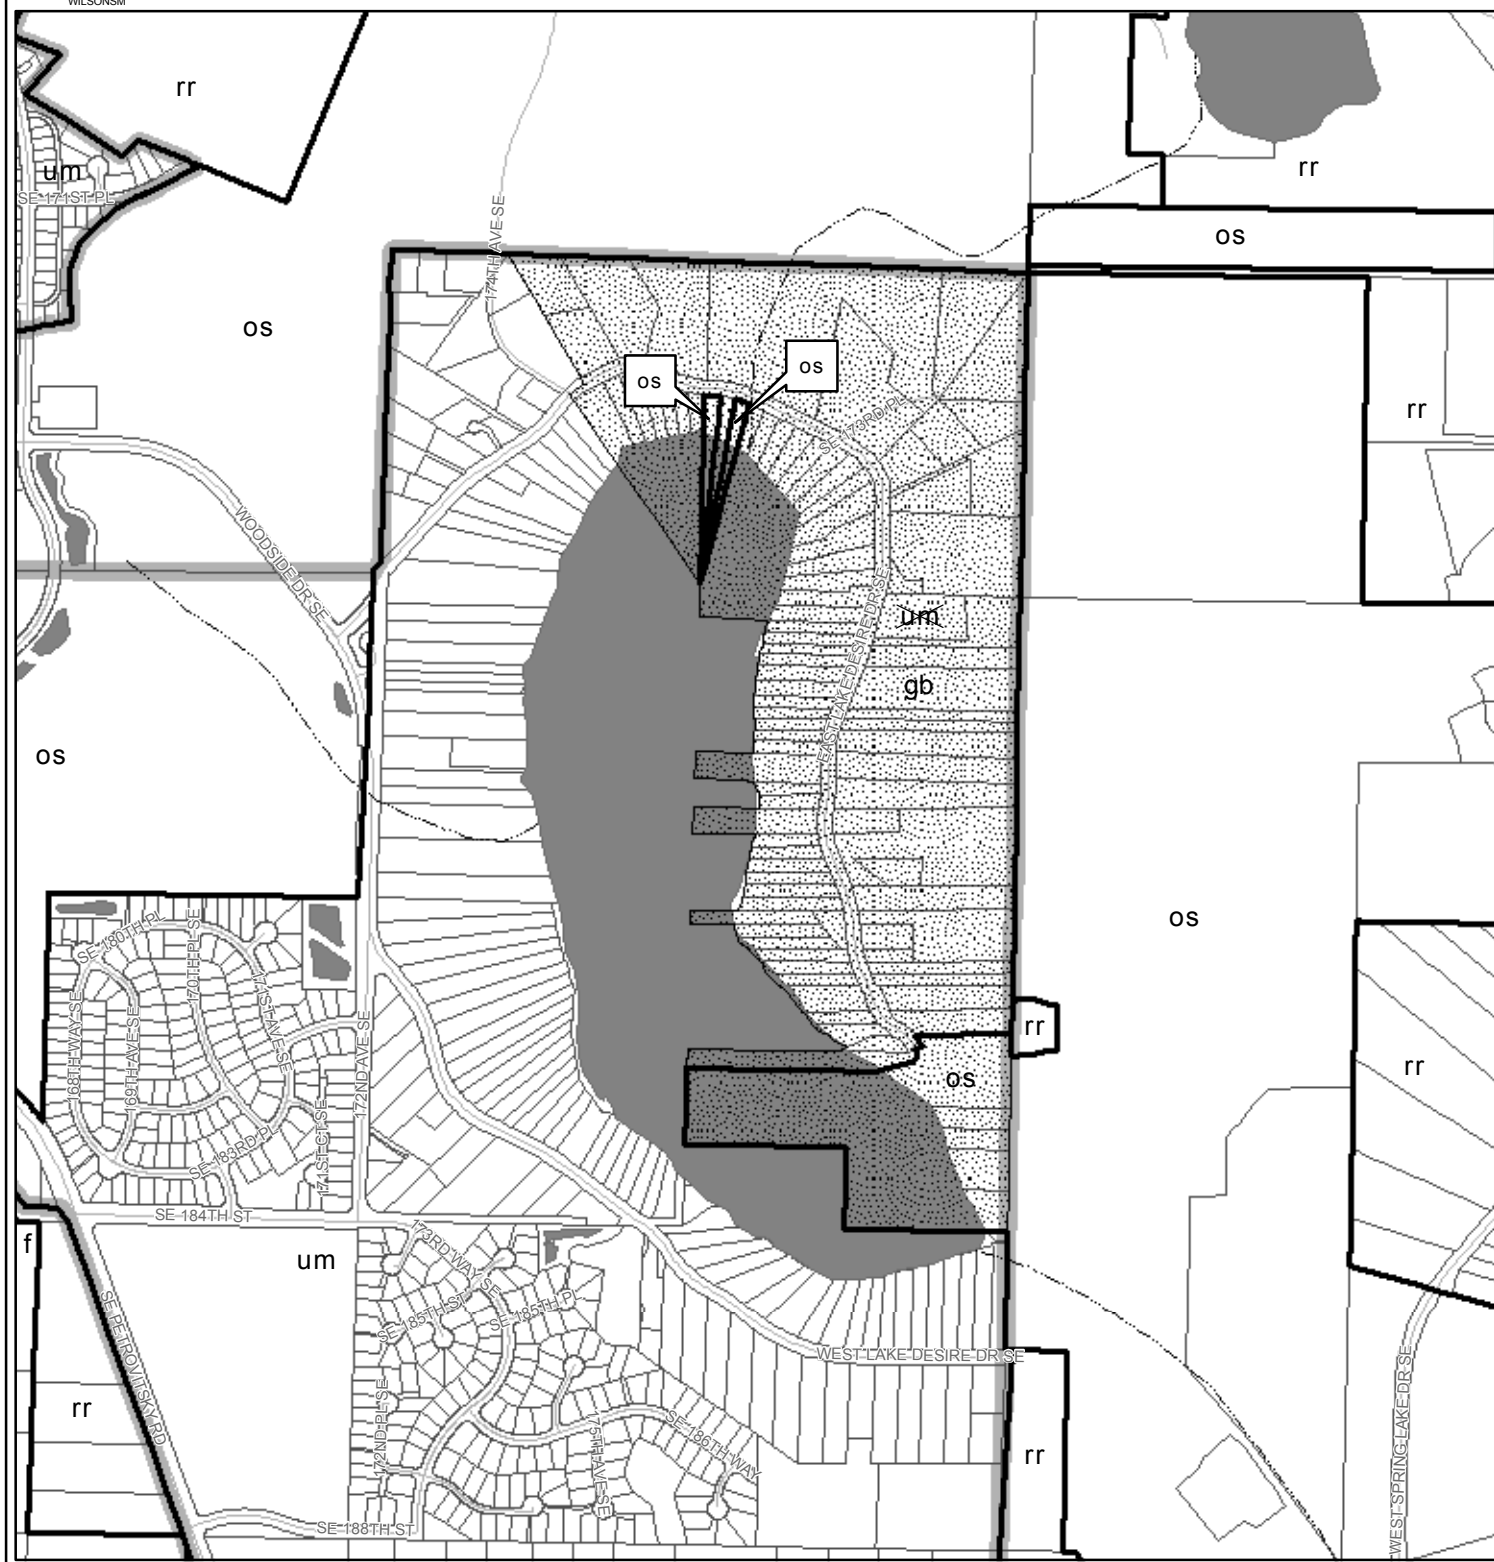 WILSONSM
rr
um
SE 171ST PL
rr
os
174TH AVE SE
os
os
os
rr
SE 173RD PL
WOODSIDE DR SE
um
EAST LAKE DESIRE DR SE
gb
os
os
SE 180TH PL
170TH PL SE
171ST AVE SE
168TH WAY SE
169TH AVE SE
172ND AVE SE
rr
rr
os
SE 183RD PL
171ST CT SE
SE 184TH ST
f
um
173RD WAY SE
SE 185TH ST
SE 185TH PL
SE PETROVITSKY RD
WEST LAKE DESIRE DR SE
rr
172ND PL SE
175TH AVE SE
SE 186TH WAY
rr
WEST SPRING LAKE DR SE
SE 188TH ST